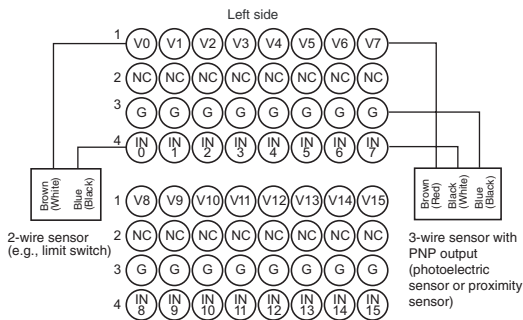 Left side
1 V0 V1 V2 V3 V4 V5 V6 V7
2 NC NC NC NC NC NC NC NC
3 G G G G G G G G
4 IN 0 IN 1 IN 2 IN 3 IN 4 IN 5 IN 6 IN 7
Brown (White)
Blue (Black)
Brown (Red)
Black (White)
Blue (Black)
1 V8 V9 V10 V11 V12 V13 V14 V15
2 NC NC NC NC NC NC NC NC
3 G G G G G G G G
4 IN 8 IN 9 IN 10 IN 11 IN 12 IN 13 IN 14 IN 15
2-wire sensor
(e.g., limit switch)
3-wire sensor with
PNP output
(photoelectric
sensor or proximity
sensor)